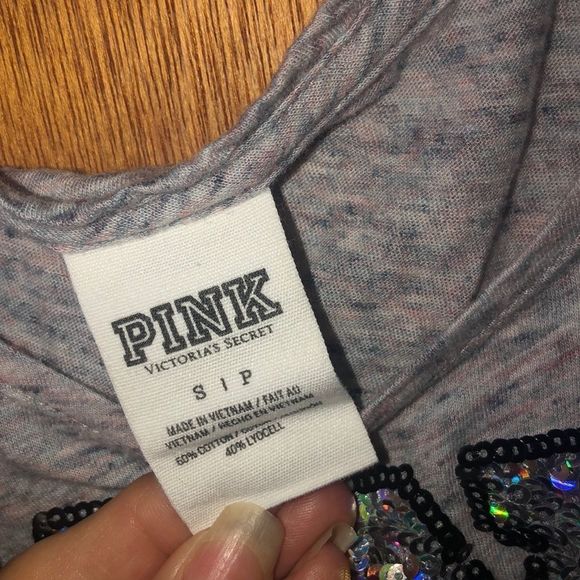 PINK
VICTORIA'S SECRET
S | P
MADE IN VIETNAM / FAIT AU
VIETNAM / HECHO EN VIETNAM
60% COTTON /
40% LYOCELL